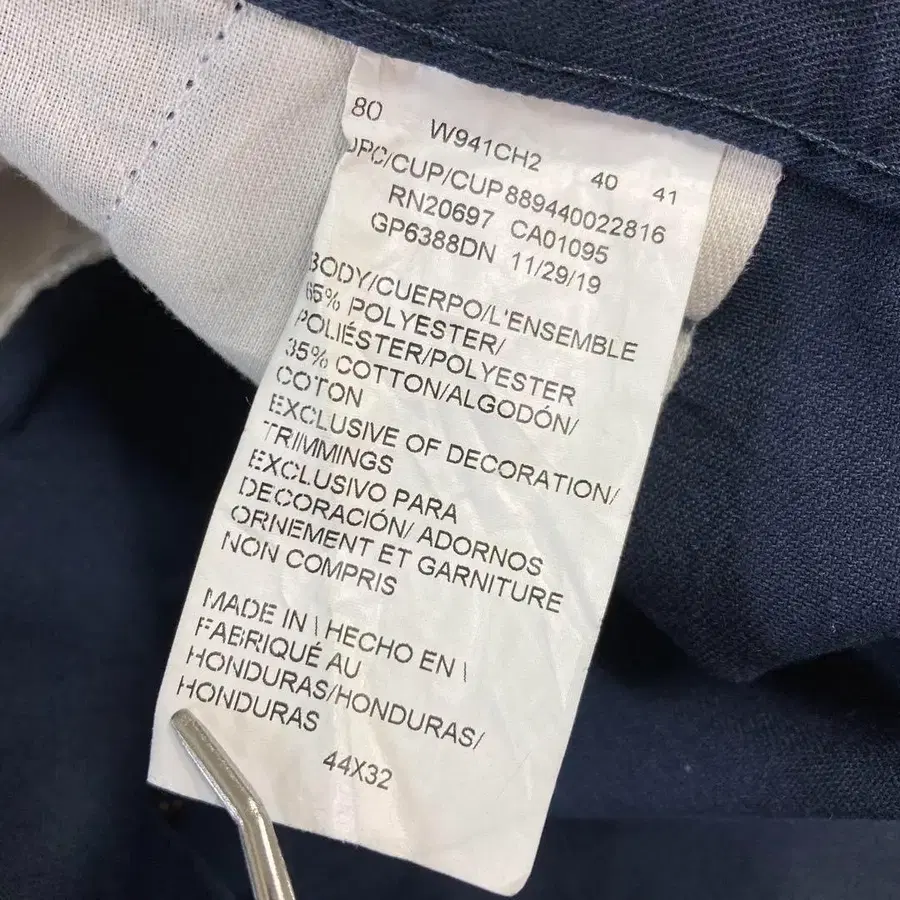 80 W941CH2 40 41
UPC/CUP/CUP 889440022816
RN20697 CA01095
GP6388DN 11/29/19
BODY/CUERPO/L'ENSEMBLE
65% POLYESTER/
POLIÉSTER/POLYESTER
35% COTTON/ALGODÓN/
COTON
EXCLUSIVE OF DECORATION/
TRIMMINGS
EXCLUSIVO PARA
DECORACIÓN/ ADORNOS
ORNEMENT ET GARNITURE
NON COMPRIS
MADE IN \ HECHO EN \
FABRIQUÉ AU
HONDURAS/HONDURAS/
HONDURAS
44X32